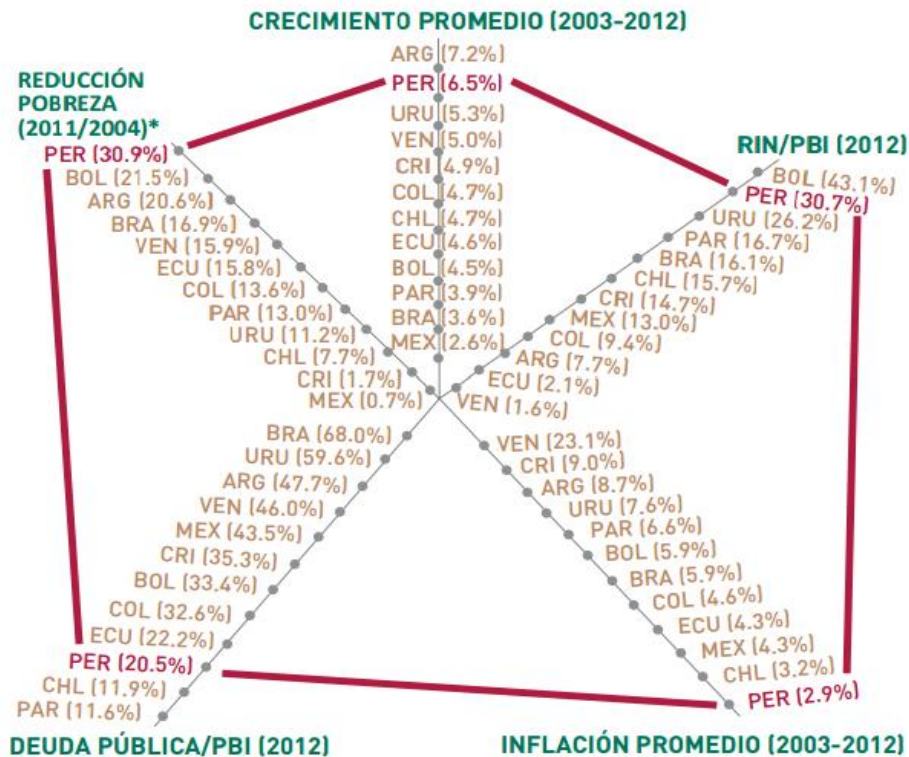 CRECIMIENTO PROMEDIO (2003-2012)
ARG (7.2%)
PER (6.5%)
URU (5.3%)
VEN (5.0%)
CRI (4.9%)
COL (4.7%)
CHL (4.7%)
ECU (4.6%)
BOL (4.5%)
PAR (3.9%)
BRA (3.6%)
MEX (2.6%)
REDUCCIÓN
POBREZA
(2011/2004)*
PER (30.9%)
BOL (21.5%)
ARG (20.6%)
BRA (16.9%)
VEN (15.9%)
ECU (15.8%)
COL (13.6%)
PAR (13.0%)
URU (11.2%)
CHL (7.7%)
CRI (1.7%)
MEX (0.7%)
RIN/PBI (2012)
BOL (43.1%)
PER (30.7%)
URU (26.2%)
PAR (16.7%)
BRA (16.1%)
CHL (15.7%)
CRI (14.7%)
MEX (13.0%)
COL (9.4%)
ARG (7.7%)
ECU (2.1%)
VEN (1.6%)
BRA (68.0%)
URU (59.6%)
ARG (47.7%)
VEN (46.0%)
MEX (43.5%)
CRI (35.3%)
BOL (33.4%)
COL (32.6%)
ECU (22.2%)
PER (20.5%)
CHL (11.9%)
PAR (11.6%)
DEUDA PÚBLICA/PBI (2012)
VEN (23.1%)
CRI (9.0%)
ARG (8.7%)
URU (7.6%)
PAR (6.6%)
BOL (5.9%)
BRA (5.9%)
COL (4.6%)
ECU (4.3%)
MEX (4.3%)
CHL (3.2%)
PER (2.9%)
INFLACIÓN PROMEDIO (2003-2012)